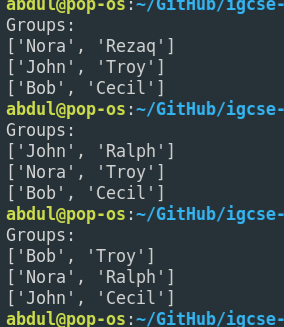 abdul@pop-os:~/GitHub/igcse-
Groups:
['Nora', 'Rezaq']
['John', 'Troy']
['Bob', 'Cecil']
abdul@pop-os:~/GitHub/igcse-
Groups:
['John', 'Ralph']
['Nora', 'Troy']
['Bob', 'Cecil']
abdul@pop-os:~/GitHub/igcse-
Groups:
['Bob', 'Troy']
['Nora', 'Ralph']
['John', 'Cecil']
abdul@pop-os:~/GitHub/igcse-